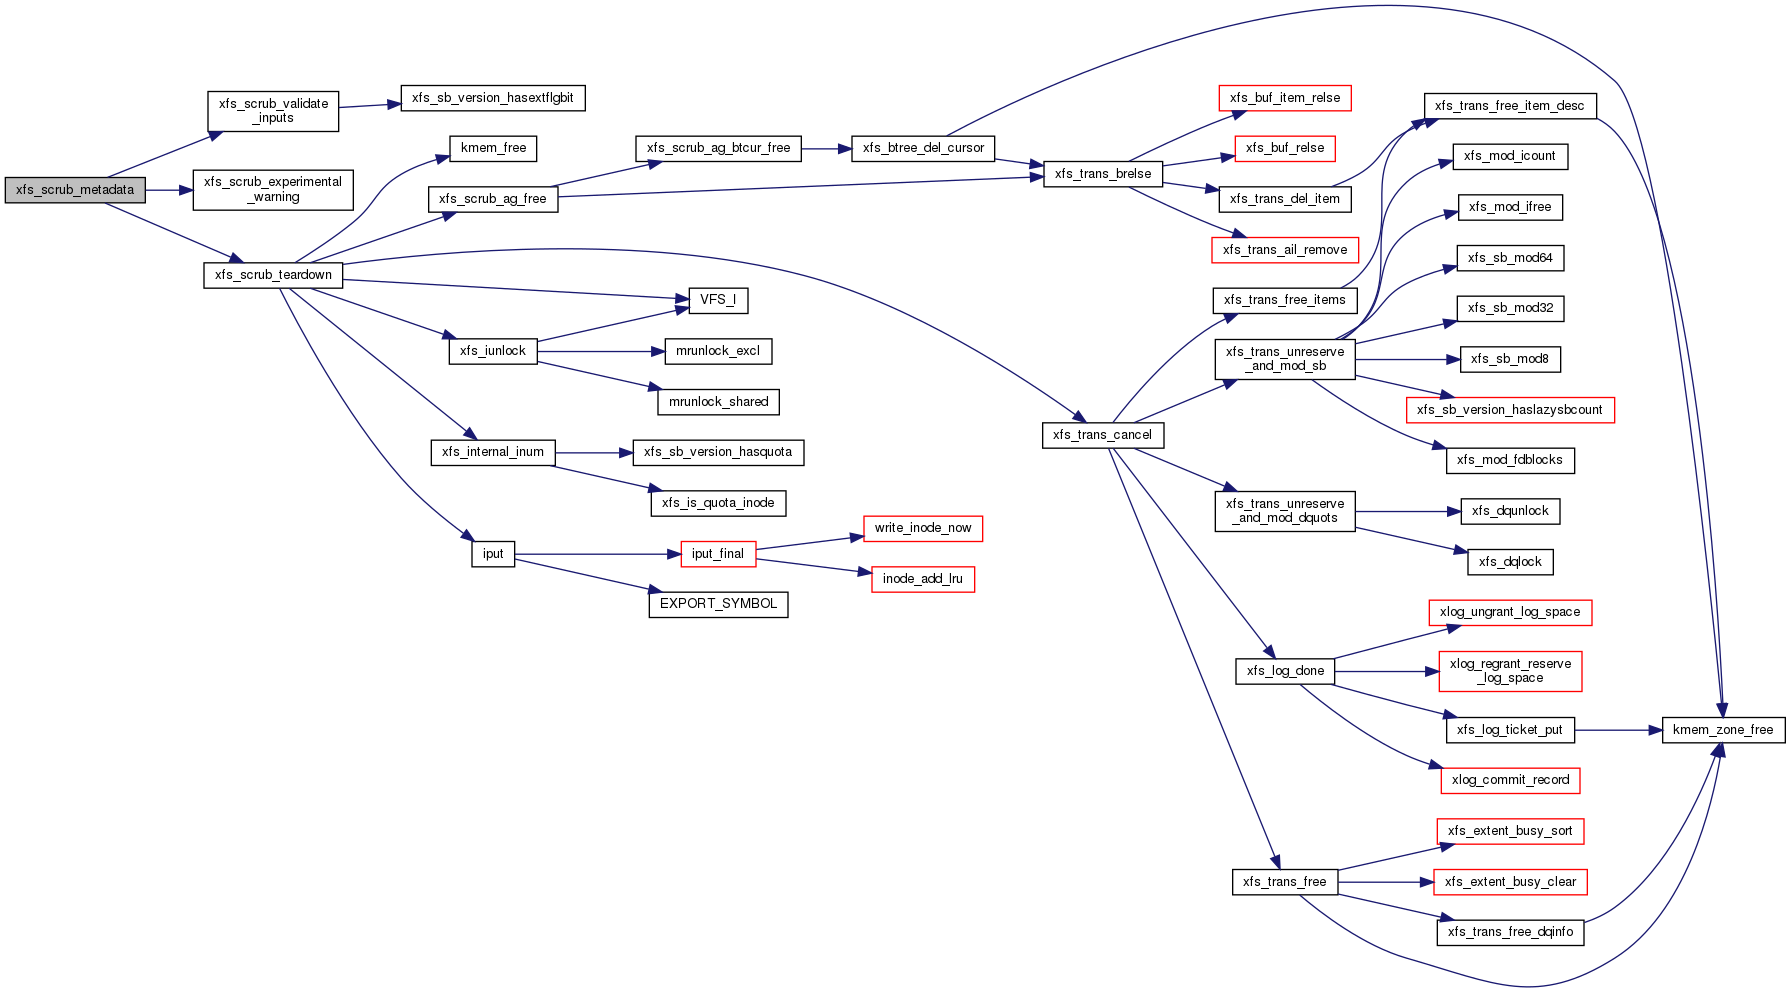 xfs_scrub_metadata
xfs_scrub_validate
_inputs
xfs_sb_version_hasextflgbit
xfs_scrub_experimental
_warning
xfs_scrub_teardown
kmem_free
xfs_scrub_ag_free
xfs_scrub_ag_btcur_free
xfs_btree_del_cursor
xfs_trans_brelse
xfs_buf_item_relse
xfs_buf_relse
xfs_trans_del_item
xfs_trans_ail_remove
VFS_I
xfs_iunlock
mrunlock_excl
mrunlock_shared
xfs_internal_inum
xfs_sb_version_hasquota
xfs_is_quota_inode
iput
iput_final
EXPORT_SYMBOL
write_inode_now
inode_add_lru
xfs_trans_cancel
xfs_trans_free_items
xfs_trans_unreserve
_and_mod_sb
xfs_trans_unreserve
_and_mod_dquots
xfs_log_done
xfs_trans_free
xfs_trans_free_item_desc
xfs_mod_icount
xfs_mod_ifree
xfs_sb_mod64
xfs_sb_mod32
xfs_sb_mod8
xfs_sb_version_haslazysbcount
xfs_mod_fdblocks
xfs_dqunlock
xfs_dqlock
xlog_ungrant_log_space
xlog_regrant_reserve
_log_space
xfs_log_ticket_put
xlog_commit_record
xfs_extent_busy_sort
xfs_extent_busy_clear
xfs_trans_free_dqinfo
kmem_zone_free